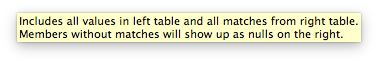 Includes all values in left table and all matches from right table.
Members without matches will show up as nulls on the right.